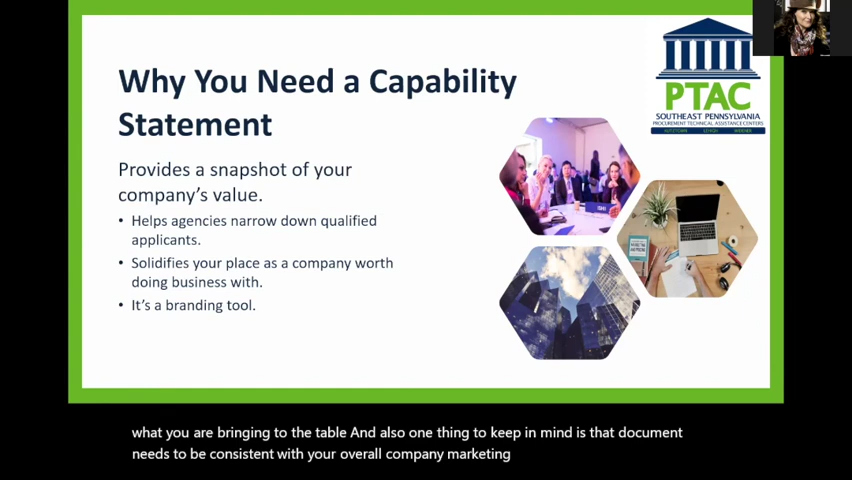 Why You Need a Capability
Statement
Provides a snapshot of your
company's value.
• Helps agencies narrow down qualified
applicants.
• Solidifies your place as a company worth
doing business with.
• It's a branding tool.
PTAC
SOUTHEAST PENNSYLVANIA
PROCUREMENT TECHNICAL ASSISTANCE CENTERS
KUTZTOWN LEHIGH WIDENER
what you are bringing to the table And also one thing to keep in mind is that document
needs to be consistent with your overall company marketing